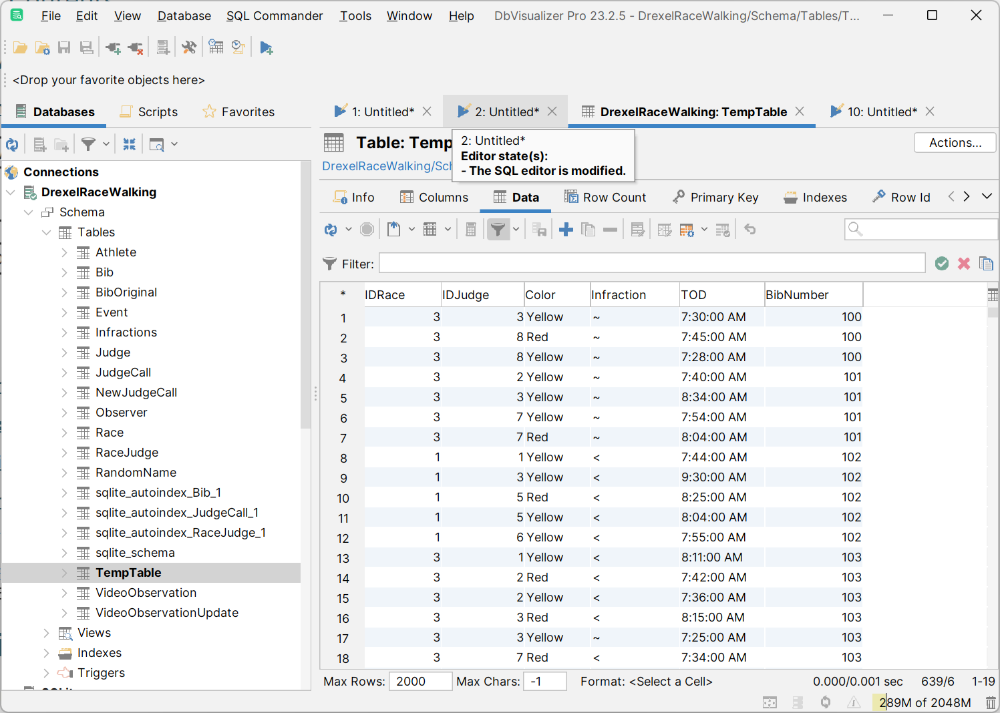 File Edit View Database SQL Commander Tools Window Help DbVisualizer Pro 23.2.5 - DrexelRaceWalking/Schema/Tables/T...
<Drop your favorite objects here>
Databases Scripts Favorites
1: Untitled* 2: Untitled* DrexelRaceWalking: TempTable 10: Untitled*
Table: Temp
Actions...
2: Untitled*
Editor state(s):
- The SQL editor is modified.
DrexelRaceWalking/Sch
Info Columns Data Row Count Primary Key Indexes Row Id
Filter:
Connections
DrexelRaceWalking
Schema
Tables
Athlete
Bib
BibOriginal
Event
Infractions
Judge
JudgeCall
NewJudgeCall
Observer
Race
RaceJudge
RandomName
sqlite_autoindex_Bib_1
sqlite_autoindex_JudgeCall_1
sqlite_autoindex_RaceJudge_1
sqlite_schema
TempTable
VideoObservation
VideoObservationUpdate
Views
Indexes
Triggers
* IDRace IDJudge Color Infraction TOD BibNumber
1 3 3 Yellow ~ 7:30:00 AM 100
2 3 8 Red ~ 7:45:00 AM 100
3 3 8 Yellow ~ 7:28:00 AM 100
4 3 2 Yellow ~ 7:40:00 AM 101
5 3 3 Yellow ~ 8:34:00 AM 101
6 3 7 Yellow ~ 7:54:00 AM 101
7 3 7 Red ~ 8:04:00 AM 101
8 1 1 Yellow < 7:44:00 AM 102
9 1 3 Yellow < 9:30:00 AM 102
10 1 5 Red < 8:25:00 AM 102
11 1 5 Yellow < 8:04:00 AM 102
12 1 6 Yellow < 7:55:00 AM 102
13 3 1 Yellow < 8:11:00 AM 103
14 3 2 Red < 7:42:00 AM 103
15 3 2 Yellow < 7:36:00 AM 103
16 3 3 Red < 8:15:00 AM 103
17 3 3 Yellow ~ 7:25:00 AM 103
18 3 7 Red < 7:34:00 AM 103
Max Rows: 2000 Max Chars: -1 Format: <Select a Cell> 0.000/0.001 sec 639/6 1-19
289M of 2048M